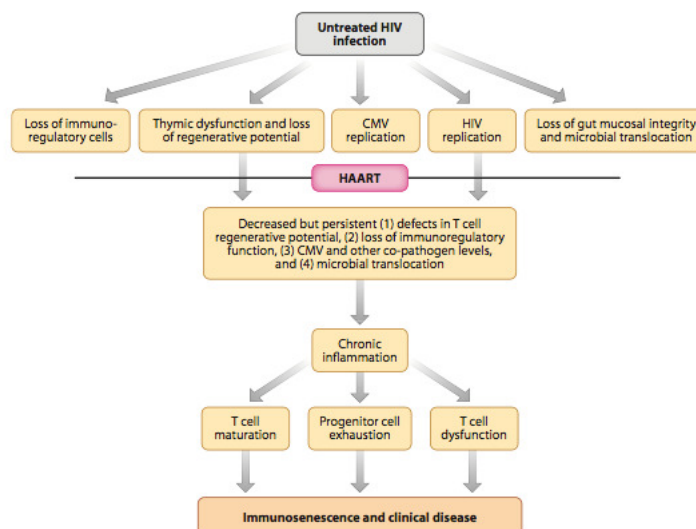 Untreated HIV
infection
Loss of immuno-
regulatory cells
Thymic dysfunction and loss
of regenerative potential
CMV
replication
HIV
replication
Loss of gut mucosal integrity
and microbial translocation
HAART
Decreased but persistent (1) defects in T cell
regenerative potential, (2) loss of immunoregulatory
function, (3) CMV and other co-pathogen levels,
and (4) microbial translocation
Chronic
inflammation
T cell
maturation
Progenitor cell
exhaustion
T cell
dysfunction
Immunosenescence and clinical disease